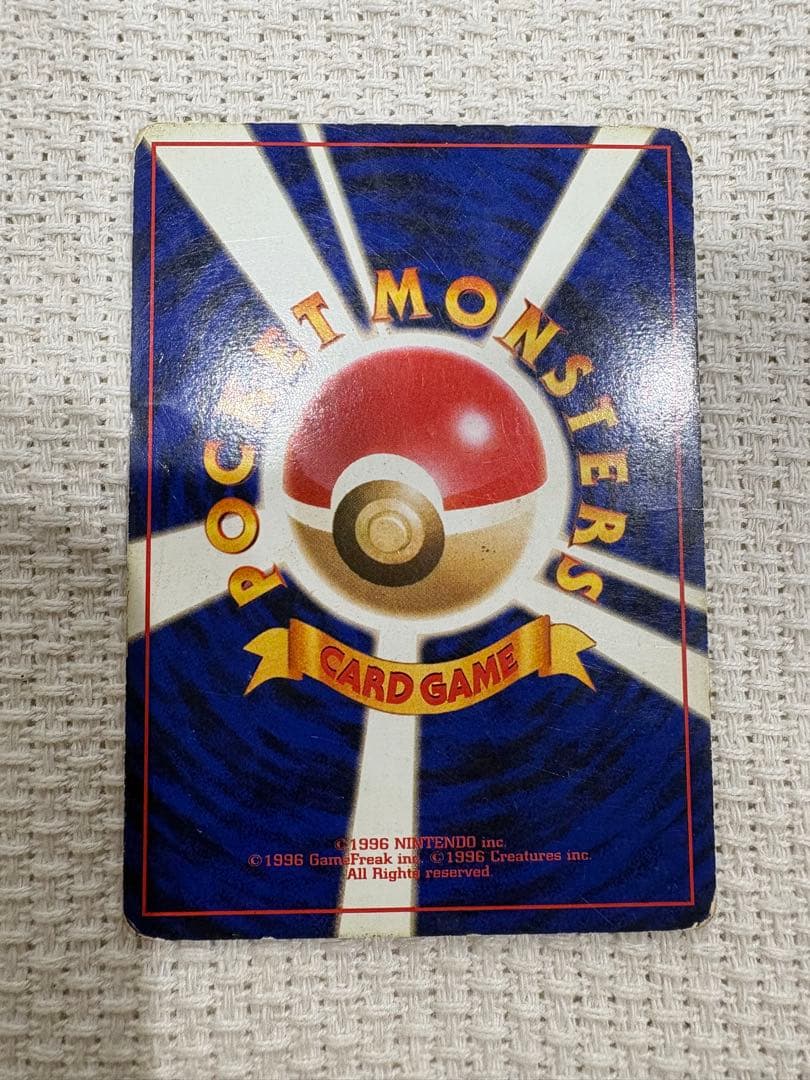 POCKET MONSTERS
CARD GAME
©1996 NINTENDO inc.
©1996 GameFreak inc. ©1996 Creatures inc.
All Rights reserved.